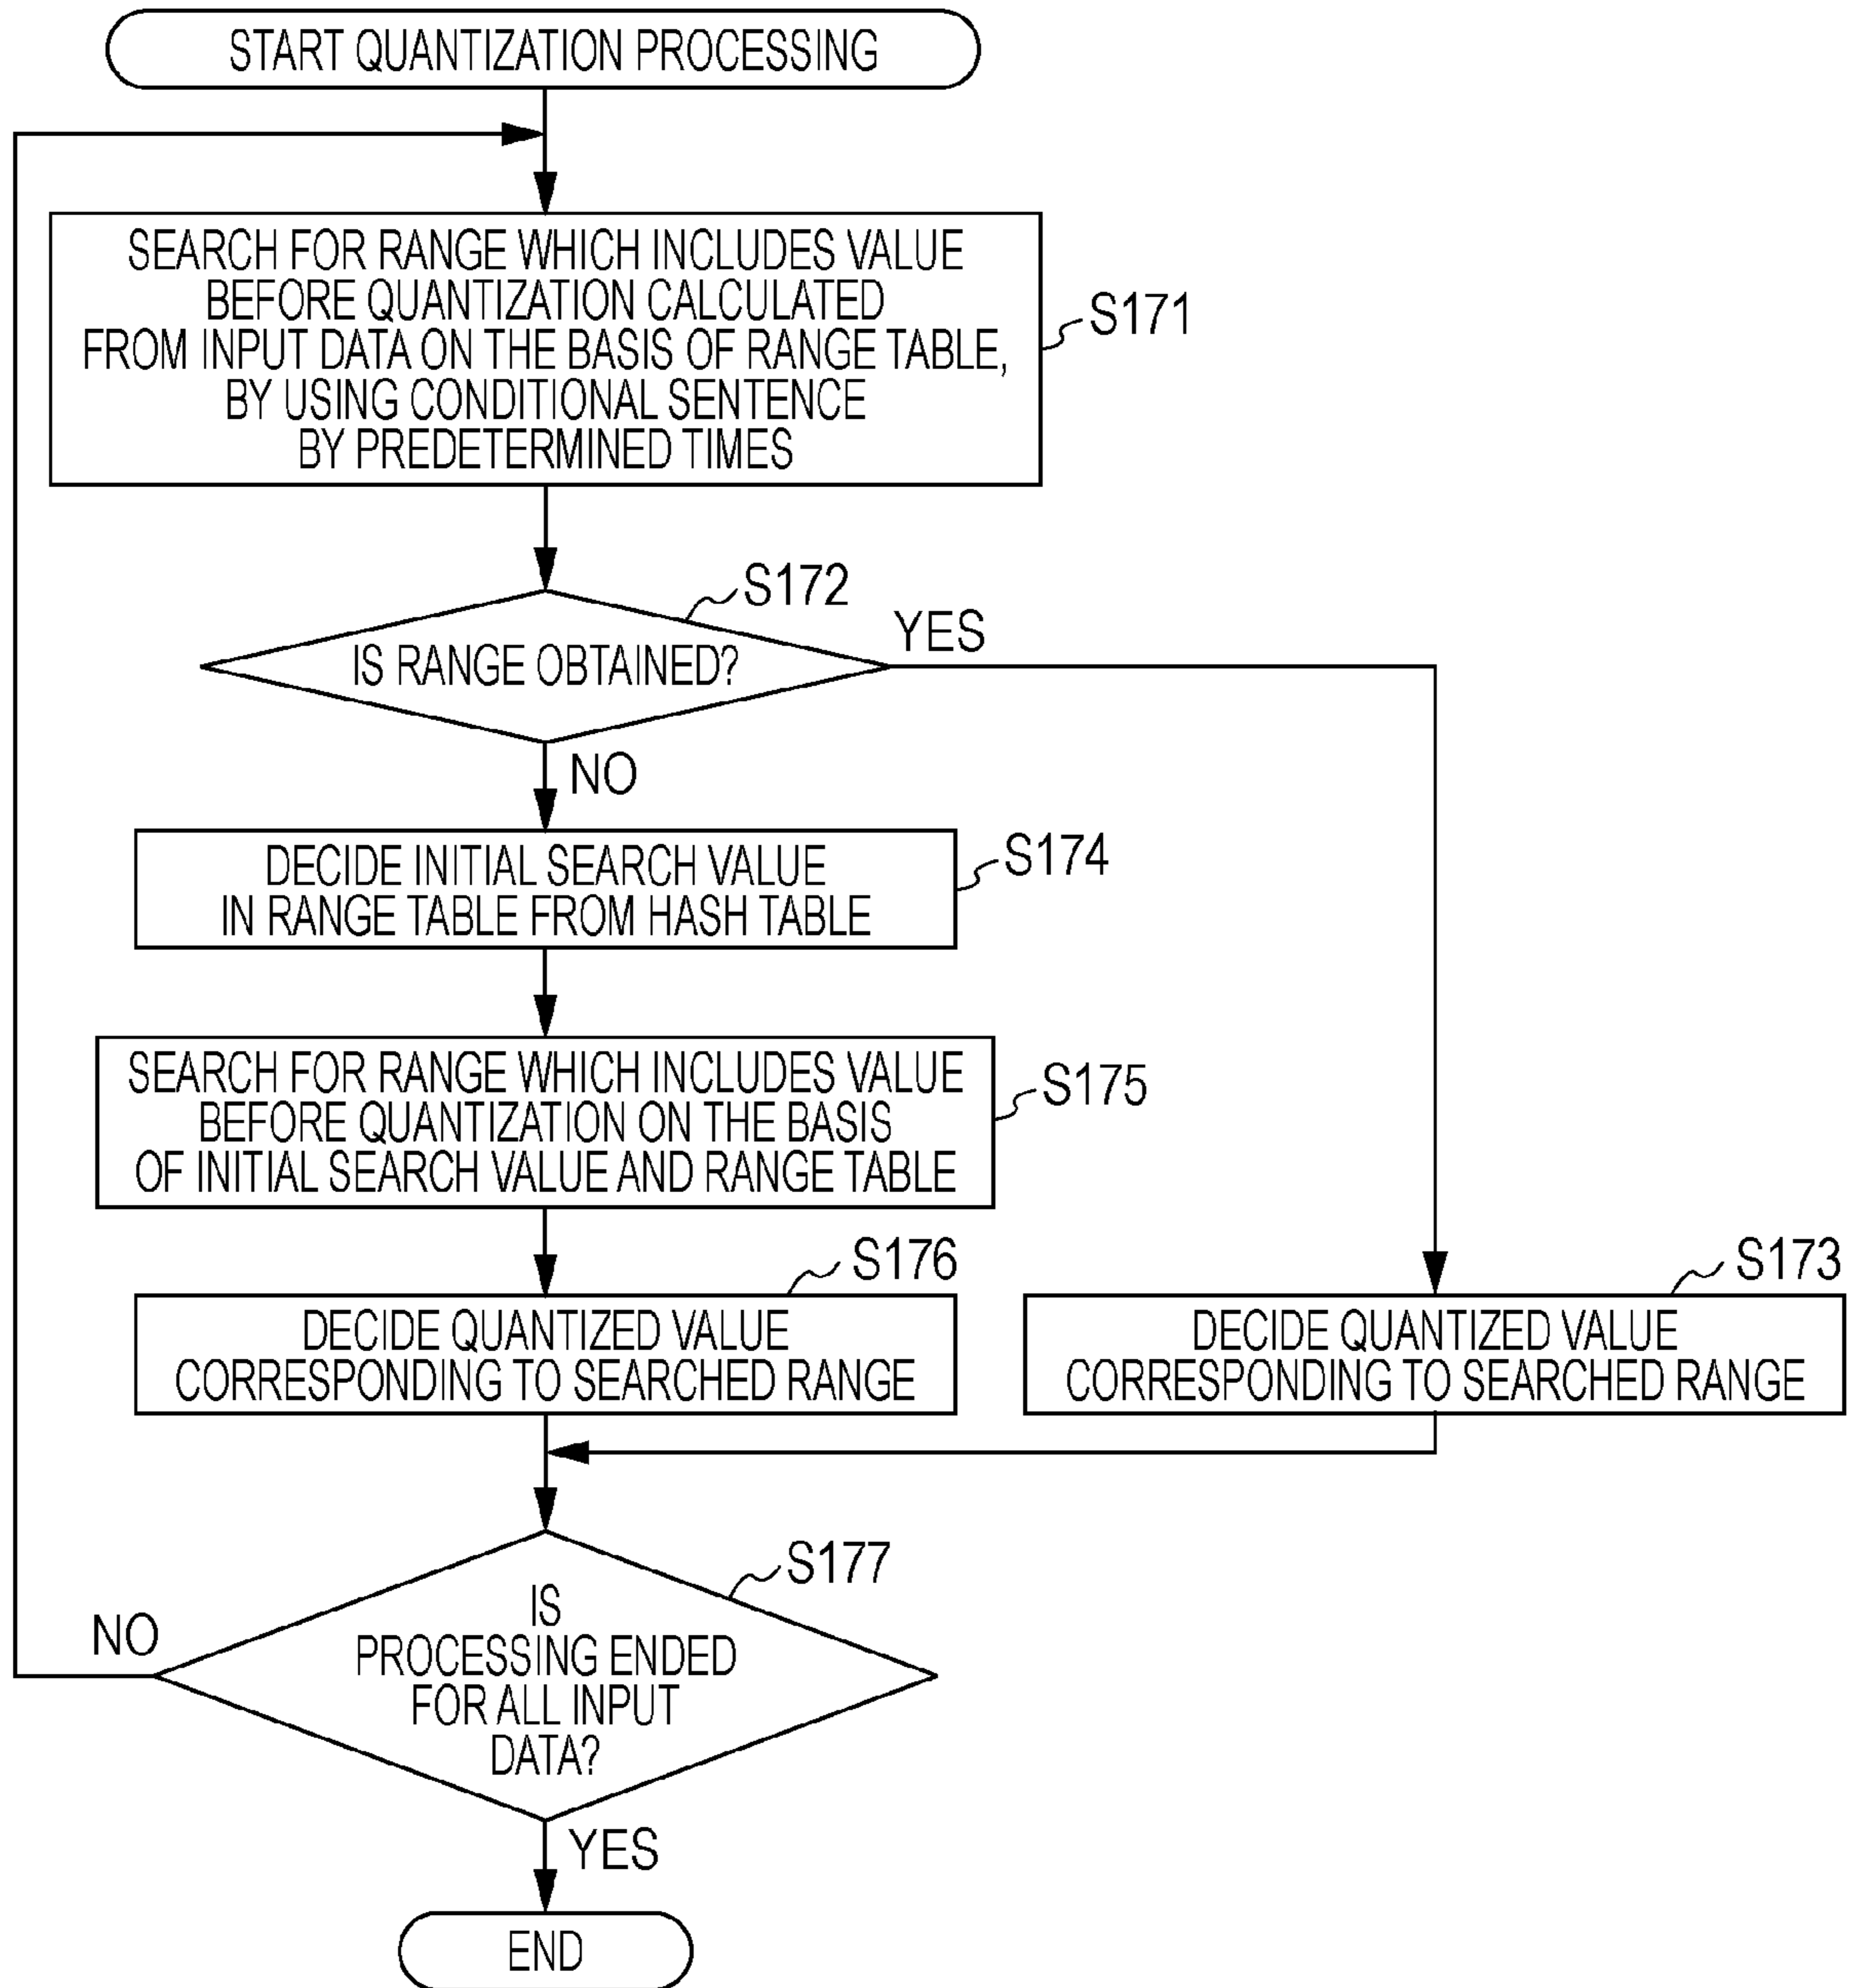 START QUANTIZATION PROCESSING
SEARCH FOR RANGE WHICH INCLUDES VALUE
BEFORE QUANTIZATION CALCULATED
FROM INPUT DATA ON THE BASIS OF RANGE TABLE,
BY USING CONDITIONAL SENTENCE
BY PREDETERMINED TIMES
S171
S172
IS RANGE OBTAINED?
YES
NO
DECIDE INITIAL SEARCH VALUE
IN RANGE TABLE FROM HASH TABLE
S174
SEARCH FOR RANGE WHICH INCLUDES VALUE
BEFORE QUANTIZATION ON THE BASIS
OF INITIAL SEARCH VALUE AND RANGE TABLE
S175
S176
DECIDE QUANTIZED VALUE
CORRESPONDING TO SEARCHED RANGE
S173
DECIDE QUANTIZED VALUE
CORRESPONDING TO SEARCHED RANGE
S177
IS
PROCESSING ENDED
FOR ALL INPUT
DATA?
NO
YES
END